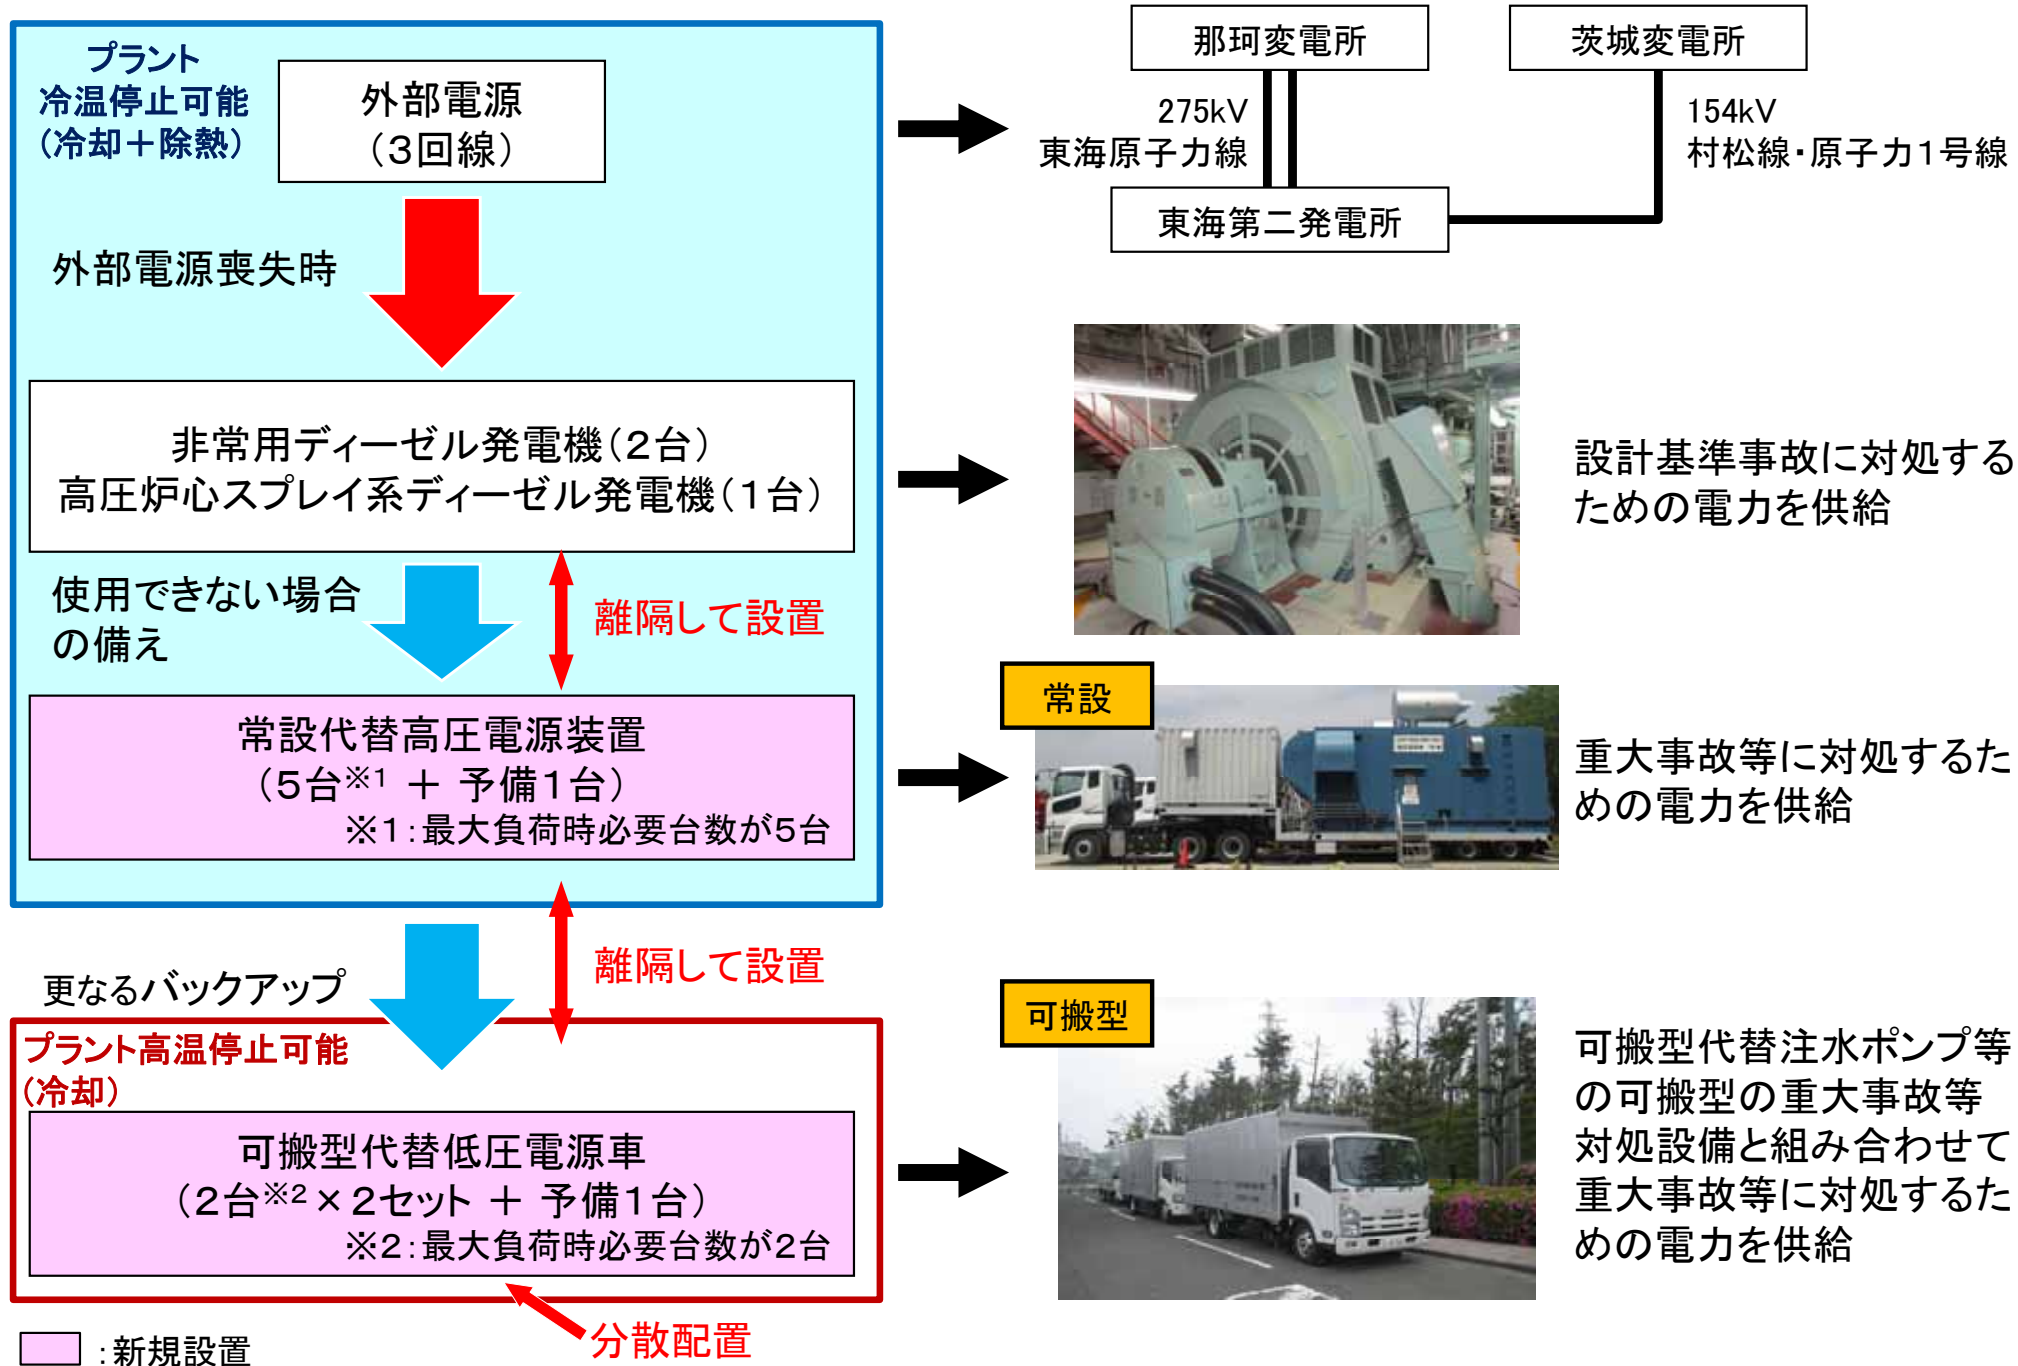 プラント
冷温停止可能
（冷却＋除熱）
外部電源
（３回線）
那珂変電所
茨城変電所
275kV
東海原子力線
154kV
村松線・原子力１号線
東海第二発電所
外部電源喪失時
非常用ディーゼル発電機（２台）
高圧炉心スプレイ系ディーゼル発電機（１台）
設計基準事故に対処する
ための電力を供給
使用できない場合
の備え
離隔して設置
常設代替高圧電源装置
（５台※1 ＋ 予備１台）
※１：最大負荷時必要台数が５台
常設
重大事故等に対処するた
めの電力を供給
更なるバックアップ
離隔して設置
プラント高温停止可能
（冷却）
可搬型代替低圧電源車
（２台※2×２セット ＋ 予備１台）
※２：最大負荷時必要台数が２台
可搬型
可搬型代替注水ポンプ等
の可搬型の重大事故等
対処設備と組み合わせて
重大事故等に対処するた
めの電力を供給
分散配置
：新規設置